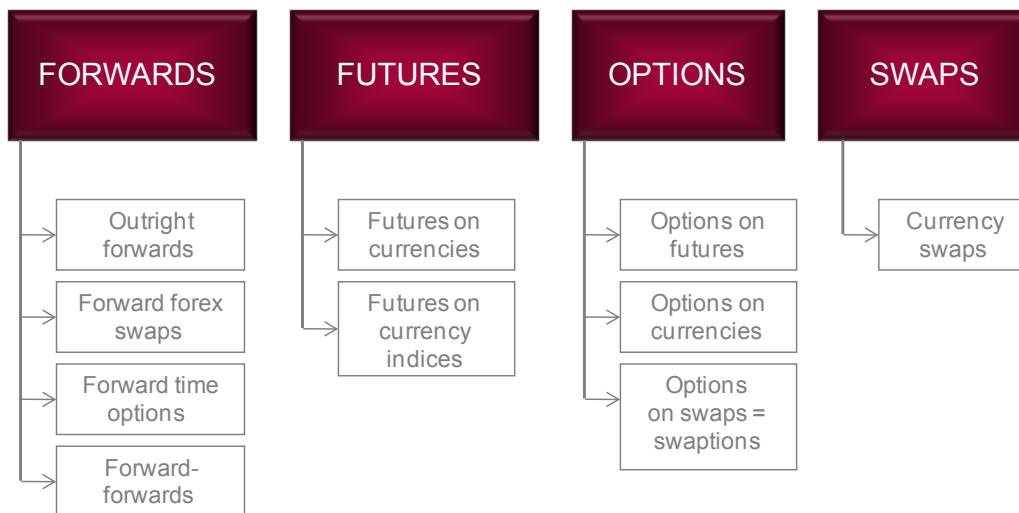 FORWARDS
Outright
forwards
Forward forex
swaps
Forward time
options
Forward-
forwards
FUTURES
Futures on
currencies
Futures on
currency
indices
OPTIONS
Options on
futures
Options on
currencies
Options
on swaps =
swaptions
SWAPS
Currency
swaps